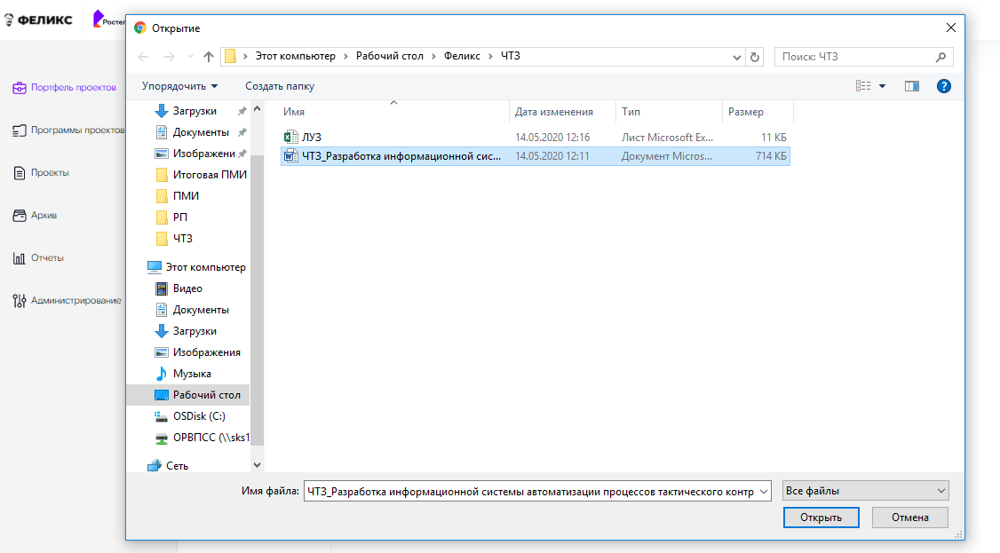 ФЕЛИКС
Открытие
Этот компьютер
Рабочий стол
Феликс
ЧТЗ
Поиск: ЧТЗ
Упорядочить
Создать папку
Портфель проектов
Программы проектов
Проекты
Архив
Отчеты
Администрирование
Загрузки
Документы
Изображени
Итоговая ПМИ
ПМИ
РП
ЧТЗ
Этот компьютер
Видео
Документы
Загрузки
Изображения
Музыка
Рабочий стол
OSDisk (C:)
ОРВПСС (\\sks1
Сеть
Имя Дата изменения Тип Размер
ЛУЗ 14.05.2020 12:16 Лист Microsoft Ex... 11 КБ
ЧТЗ_Разработка информационной сис... 14.05.2020 12:11 Документ Micros... 714 КБ
Имя файла: ЧТЗ_Разработка информационной системы автоматизации процессов тактического контр
Все файлы
Открыть
Отмена